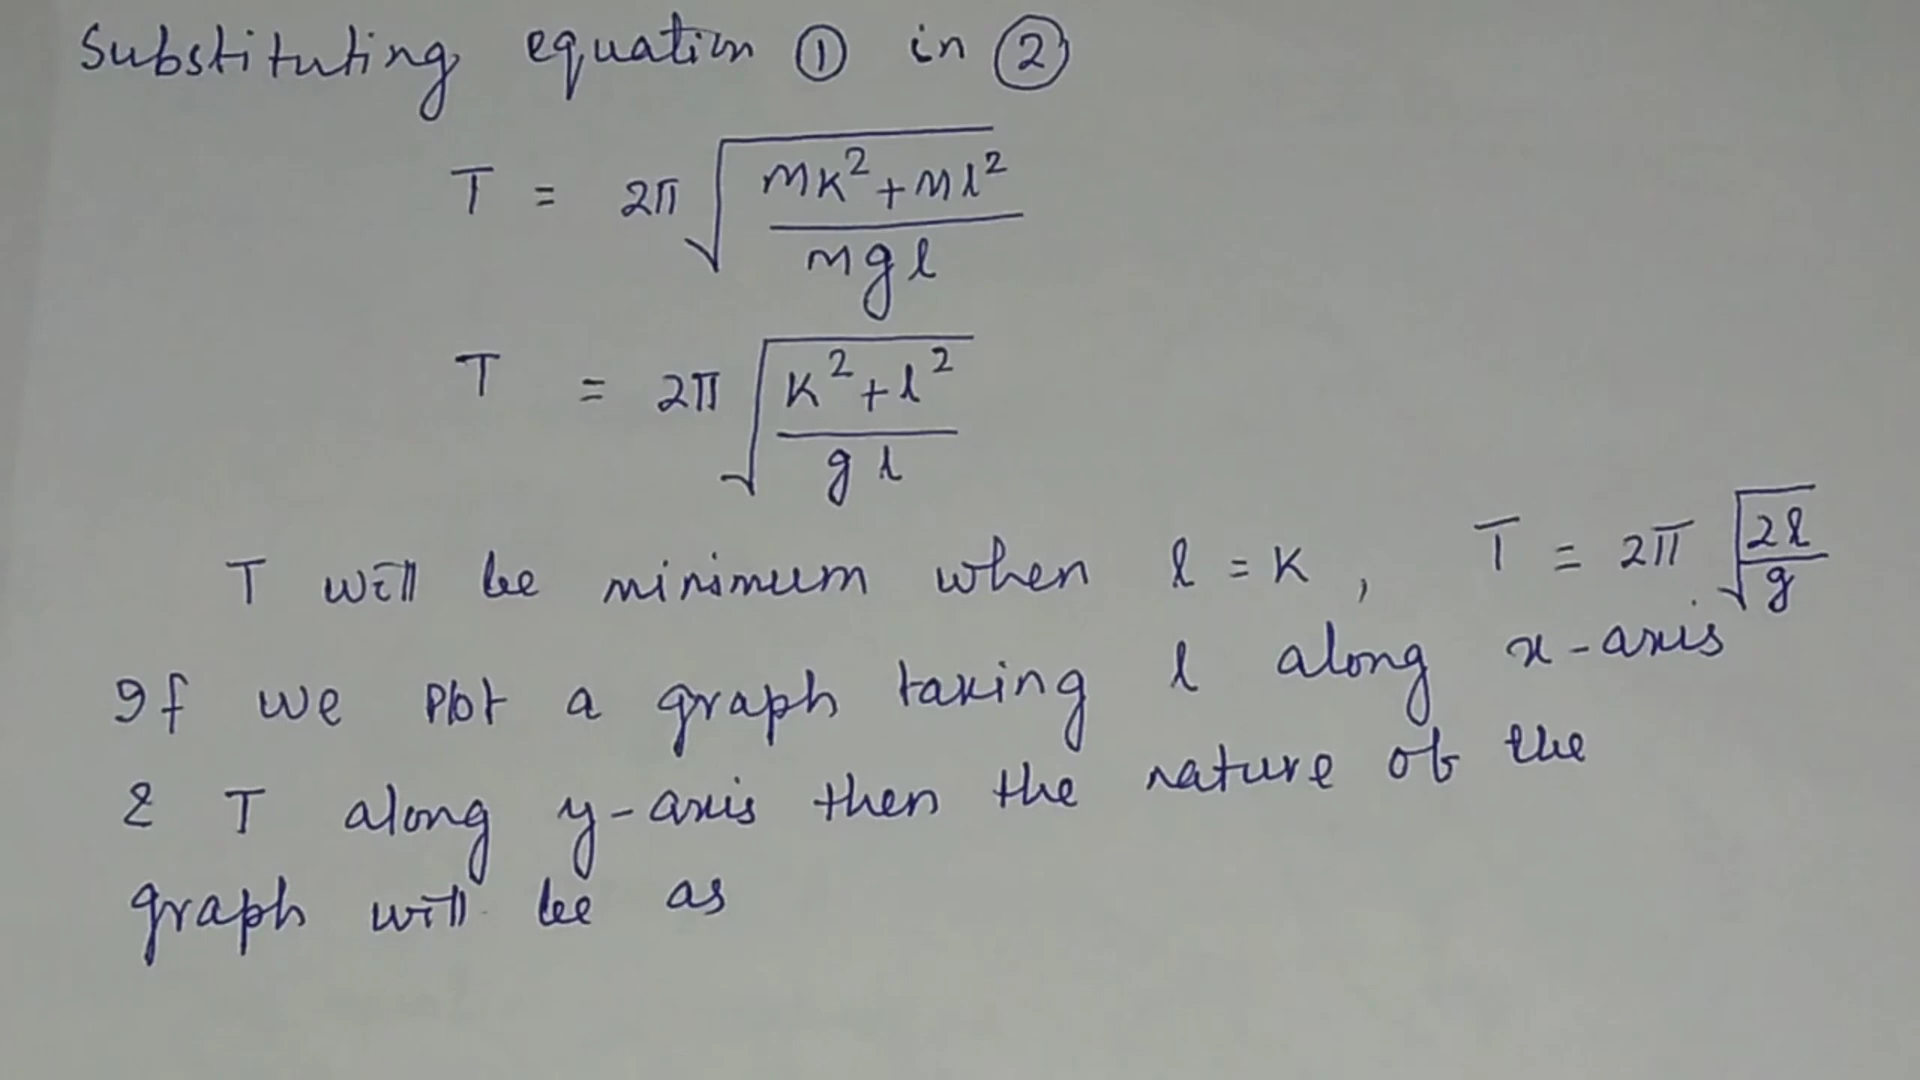 Substituting equation ① in ②
T = 2π √((MK² + Ml²)/(mgl))
T = 2π √((K² + l²)/(gl))
T will be minimum when l = K, T = 2π √(2l/g)
If we plot a graph taking l along x-axis
& T along y-axis then the nature of the
graph will be as